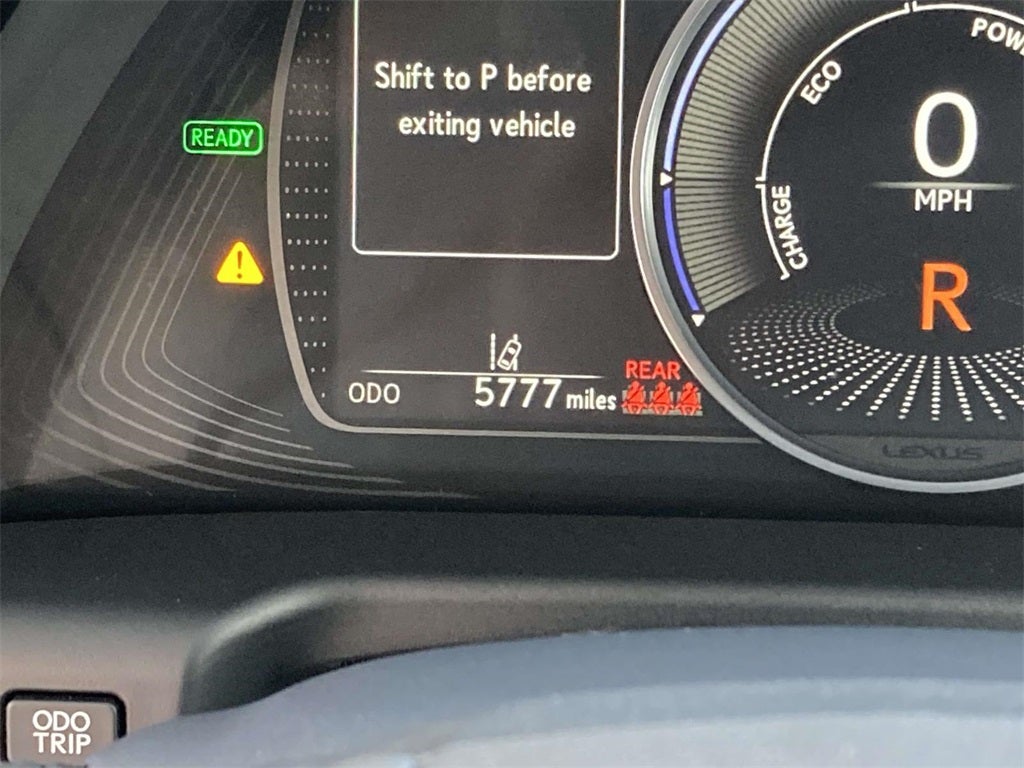 Shift to P before
exiting vehicle
READY
ODO
5777 miles
REAR
CHARGE
ECO
POW
0
MPH
R
LEXUS
ODO
TRIP